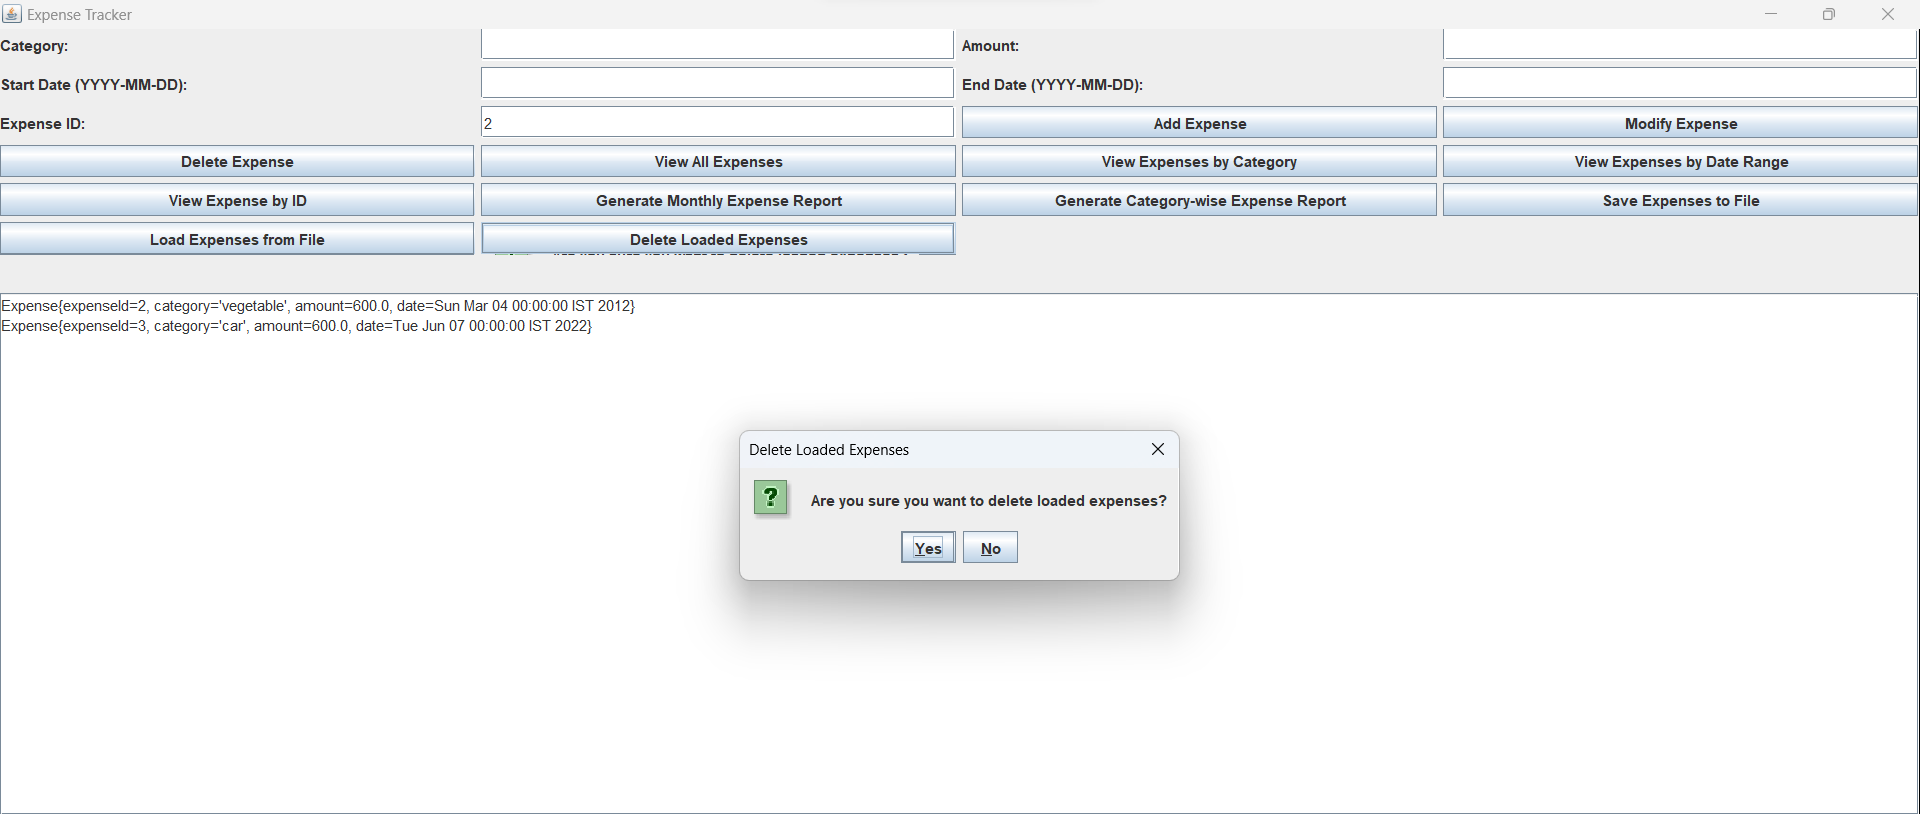 Expense Tracker
Category:
Amount:
Start Date (YYYY-MM-DD):
End Date (YYYY-MM-DD):
Expense ID:
2
Add Expense
Modify Expense
Delete Expense
View All Expenses
View Expenses by Category
View Expenses by Date Range
View Expense by ID
Generate Monthly Expense Report
Generate Category-wise Expense Report
Save Expenses to File
Load Expenses from File
Delete Loaded Expenses
Expense{expenseId=2, category='vegetable', amount=600.0, date=Sun Mar 04 00:00:00 IST 2012}
Expense{expenseId=3, category='car', amount=600.0, date=Tue Jun 07 00:00:00 IST 2022}
Delete Loaded Expenses
?
Are you sure you want to delete loaded expenses?
Yes
No